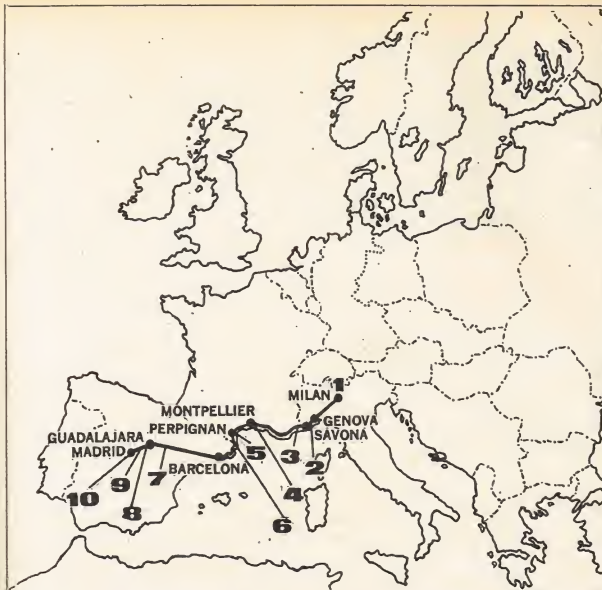 1
MILAN
MONTPELLIER
GENOVA
PERPIGNAN
SAVONA
GUADALAJARA
MADRID
3
5
2
BARCELONA
7
4
9
10
6
8